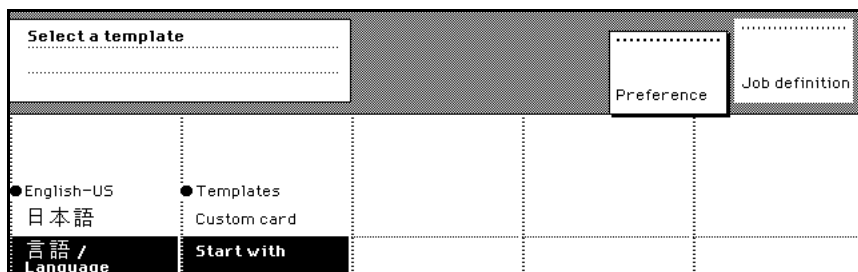 Select a template
Preference
Job definition
English-US
日本語
言語 /
Language
Templates
Custom card
Start with